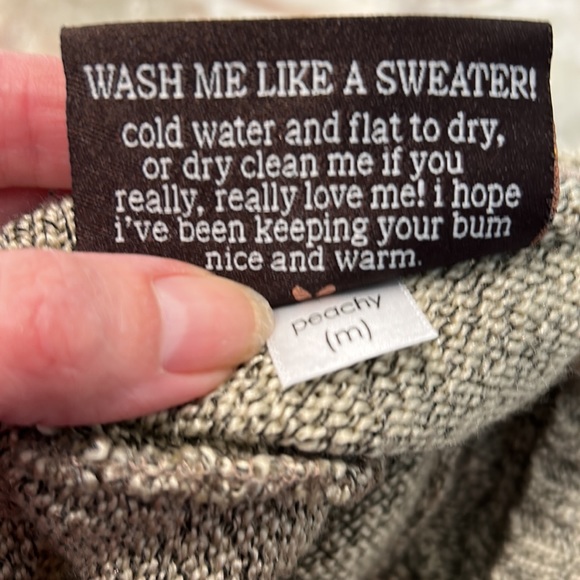 WASH ME LIKE A SWEATER!
cold water and flat to dry,
or dry clean me if you
really, really love me! i hope
i've been keeping your bum
nice and warm.
peachy
(m)